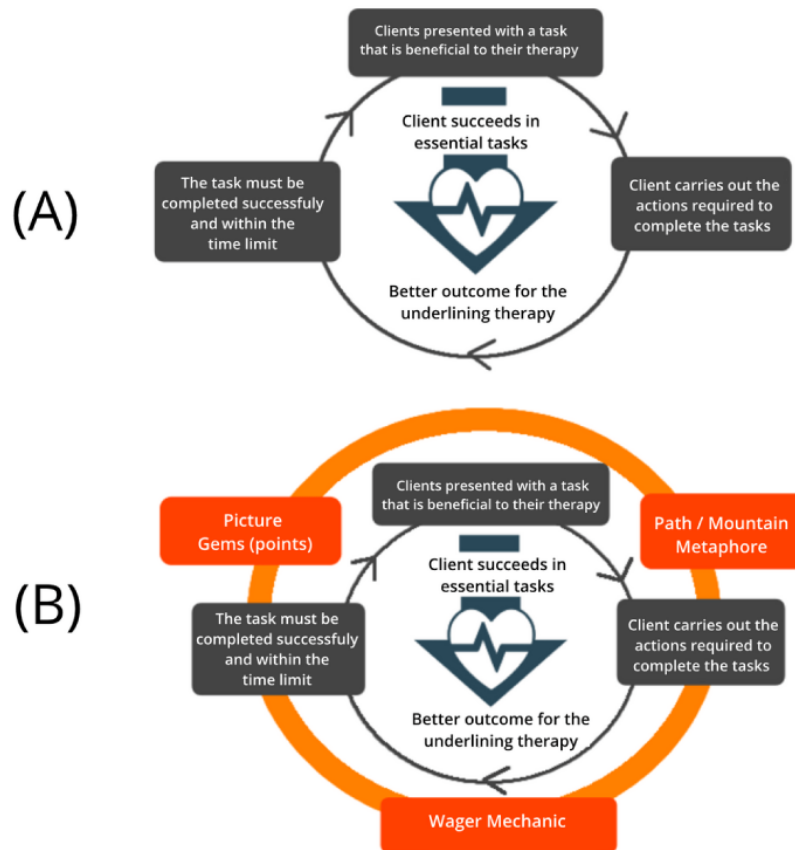 (A)
Clients presented with a task
that is beneficial to their therapy
Client succeeds in
essential tasks
The task must be
completed successfuly
and within the
time limit
Client carries out the
actions required to
complete the tasks
Better outcome for the
underlining therapy
(B)
Clients presented with a task
that is beneficial to their therapy
Picture
Gems (points)
Path / Mountain
Metaphore
Client succeeds in
essential tasks
The task must be
completed successfuly
and within the
time limit
Client carries out the
actions required to
complete the tasks
Better outcome for the
underlining therapy
Wager Mechanic